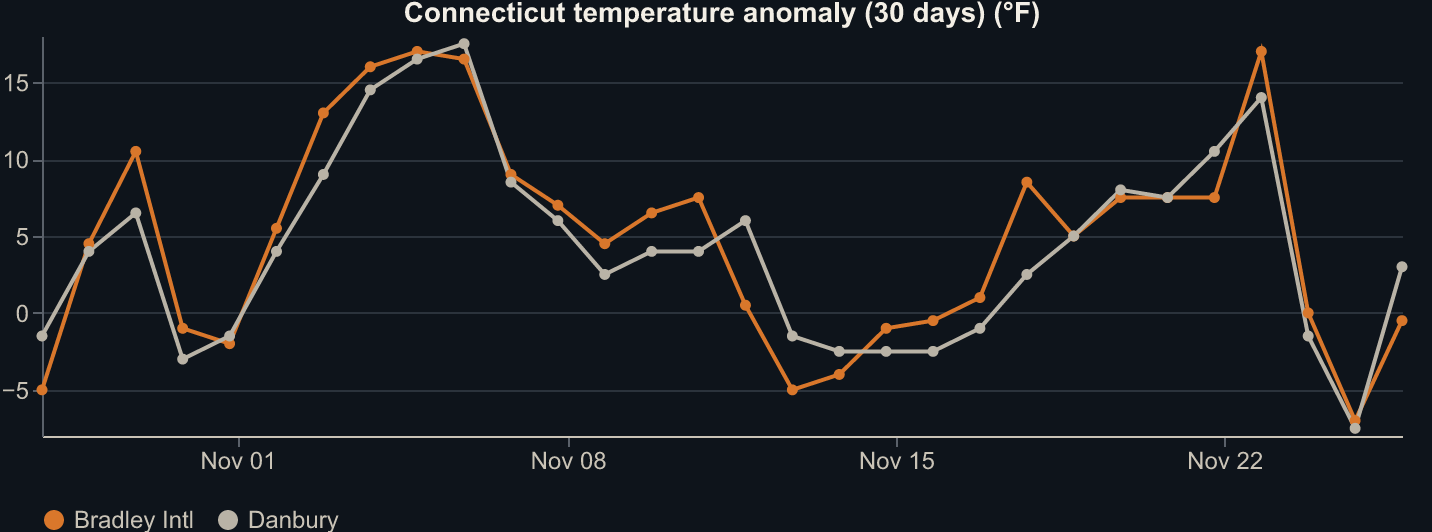 Connecticut temperature anomaly (30 days) (°F)
15
10
5
0
−5
Nov 01 Nov 08 Nov 15 Nov 22
Bradley Intl Danbury